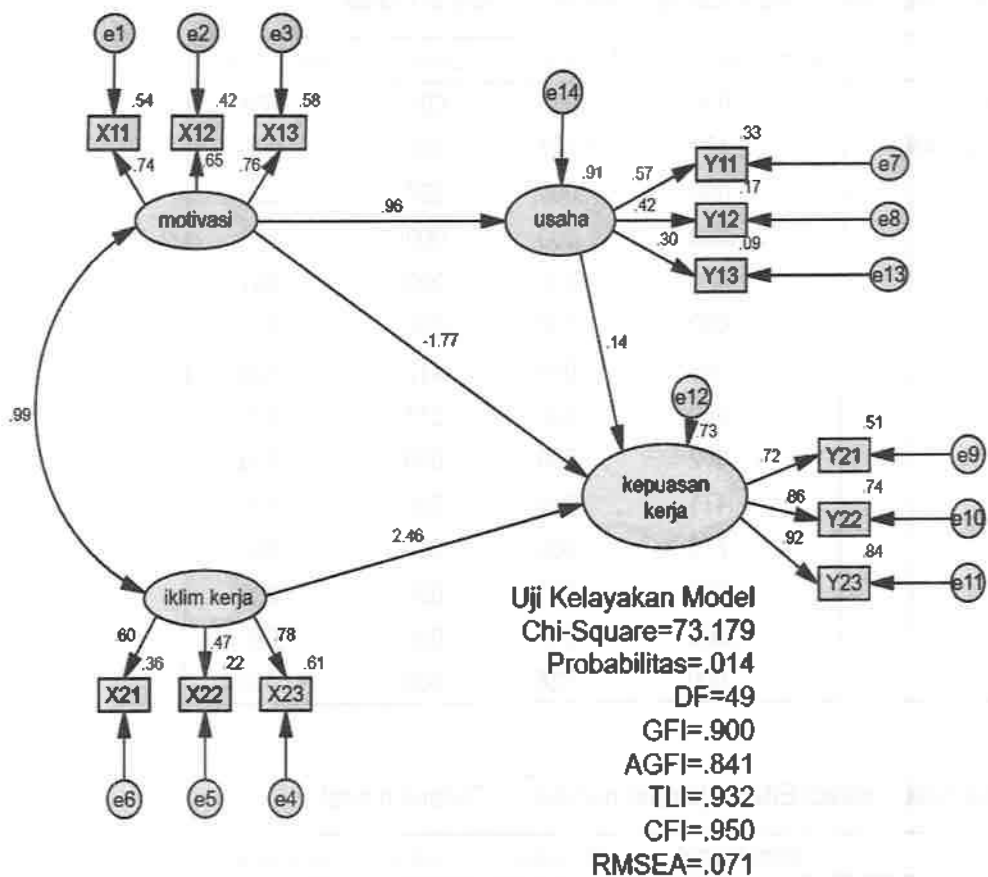 e1 e2 e3
.54 .42 .58
X11 X12 X13
.74 .65 .76
motivasi
.96
e14
.91
usaha
.57
.42
.30
.33
Y11
e7
.17
Y12
e8
.09
Y13
e13
-1.77
.14
.99
e12
.73
kepuasan
kerja
.72
.86
.92
.51
Y21
e9
.74
Y22
e10
.84
Y23
e11
2.46
iklim kerja
.60 .47 .78
.36 .22 .61
X21 X22 X23
e6 e5 e4
Uji Kelayakan Model
Chi-Square=73.179
Probabilitas=.014
DF=49
GFI=.900
AGFI=.841
TLI=.932
CFI=.950
RMSEA=.071